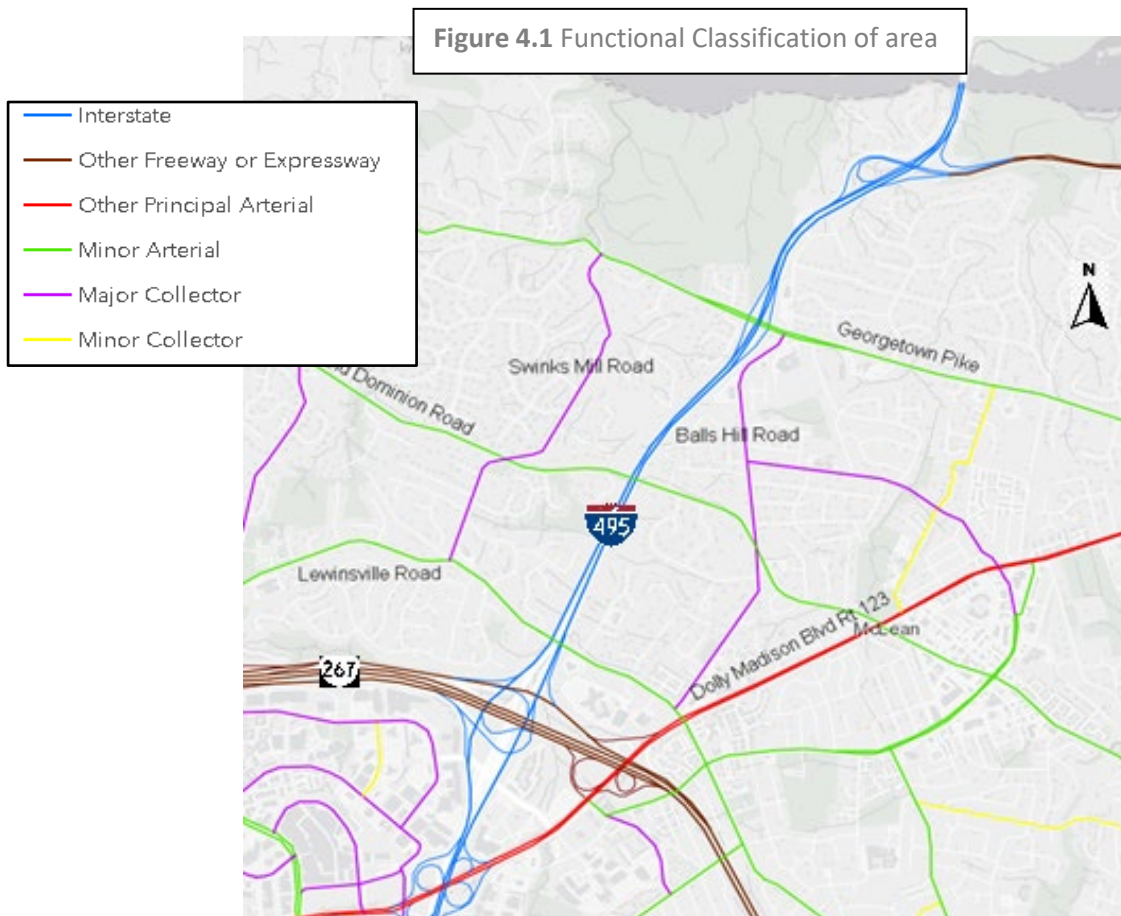 Figure 4.1 Functional Classification of area
Interstate
Other Freeway or Expressway
Other Principal Arterial
Minor Arterial
Major Collector
Minor Collector
N
Georgetown Pike
Swinks Mill Road
Dominion Road
Balls Hill Road
495
Lewinsville Road
Dolly Madison Blvd Rt 123
McLean
267